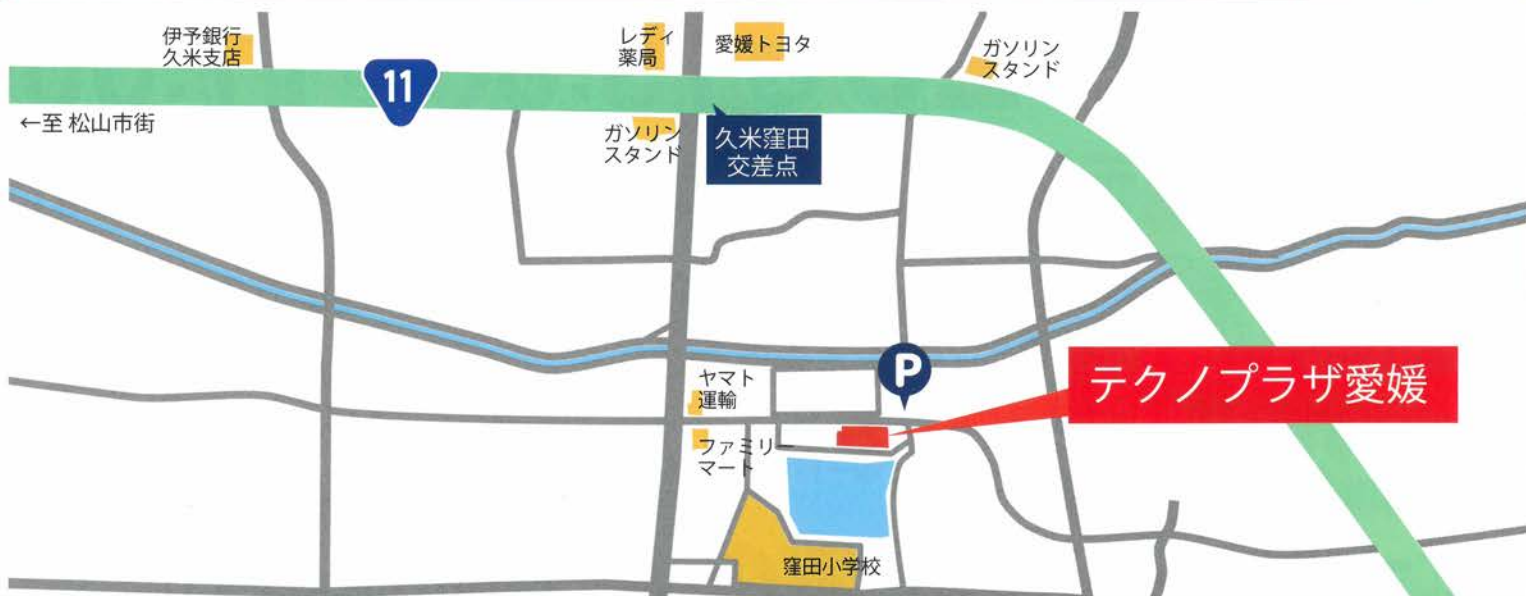 伊予銀行
久米支店
レディ
薬局
愛媛トヨタ
ガソリン
スタンド
11
←至 松山市街
ガソリン
スタンド
久米窪田
交差点
P
テクノプラザ愛媛
ヤマト
運輸
ファミリー
マート
窪田小学校